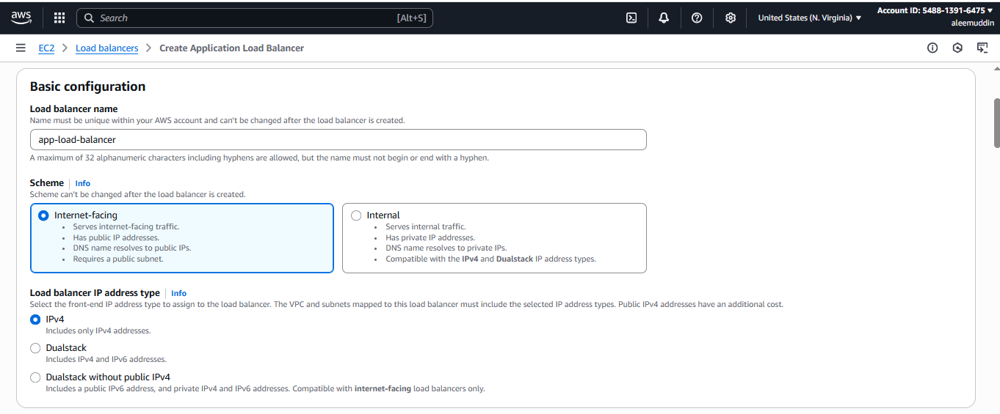 aws
Search
[Alt+S]
United States (N. Virginia)
Account ID: 5488-1391-6475
aleemuddin
EC2 > Load balancers > Create Application Load Balancer
Basic configuration
Load balancer name
Name must be unique within your AWS account and can't be changed after the load balancer is created.
app-load-balancer
A maximum of 32 alphanumeric characters including hyphens are allowed, but the name must not begin or end with a hyphen.
Scheme | Info
Scheme can't be changed after the load balancer is created.
Internet-facing
• Serves internet-facing traffic.
• Has public IP addresses.
• DNS name resolves to public IPs.
• Requires a public subnet.
Internal
• Serves internal traffic.
• Has private IP addresses.
• DNS name resolves to private IPs.
• Compatible with the IPv4 and Dualstack IP address types.
Load balancer IP address type | Info
Select the front-end IP address type to assign to the load balancer. The VPC and subnets mapped to this load balancer must include the selected IP address types. Public IPv4 addresses have an additional cost.
IPv4
Includes only IPv4 addresses.
Dualstack
Includes IPv4 and IPv6 addresses.
Dualstack without public IPv4
Includes a public IPv6 address, and private IPv4 and IPv6 addresses. Compatible with internet-facing load balancers only.